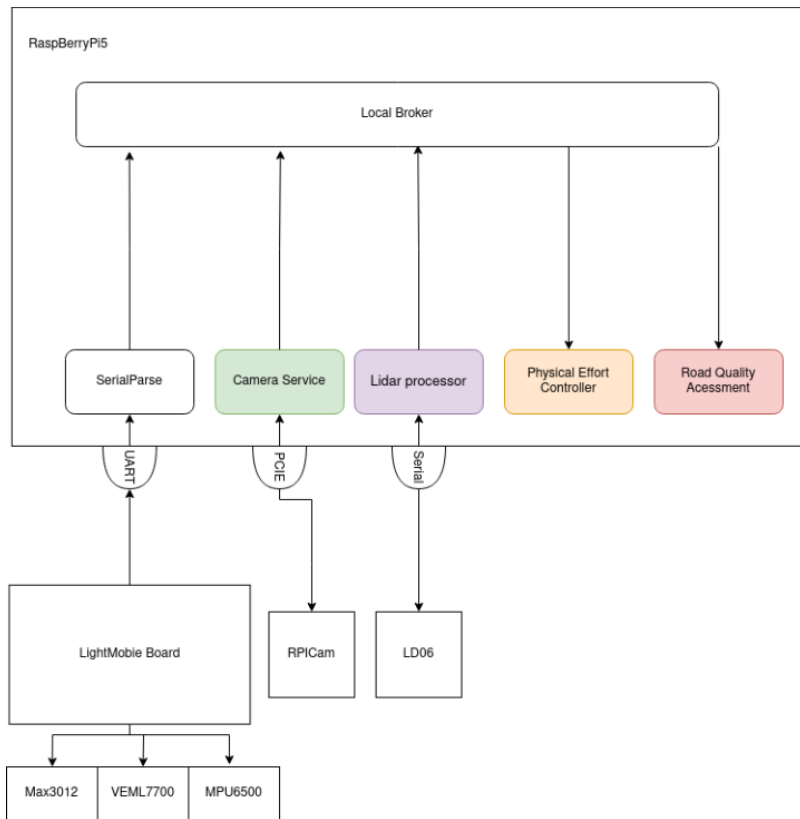 RaspBerryPi5
Local Broker
SerialParse
Camera Service
Lidar processor
Physical Effort
Controller
Road Quality
Acessment
UART
PCIE
Serial
LightMobie Board
RPICam
LD06
Max3012
VEML7700
MPU6500